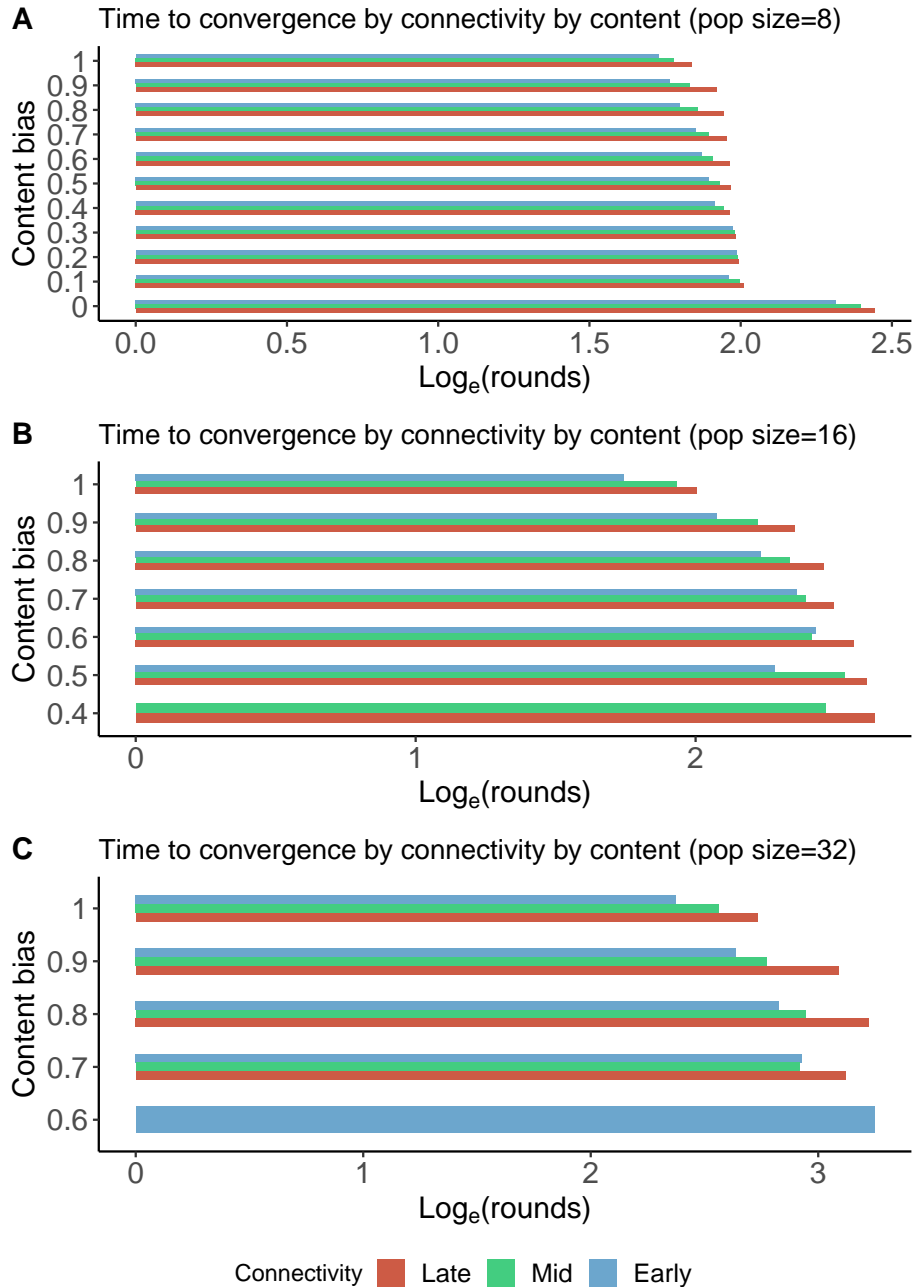 A Time to convergence by connectivity by content (pop size=8)
Content bias
1
0.9
0.8
0.7
0.6
0.5
0.4
0.3
0.2
0.1
0
0.0 0.5 1.0 1.5 2.0 2.5
Logₑ(rounds)
B Time to convergence by connectivity by content (pop size=16)
Content bias
1
0.9
0.8
0.7
0.6
0.5
0.4
0 1 2
Logₑ(rounds)
C Time to convergence by connectivity by content (pop size=32)
Content bias
1
0.9
0.8
0.7
0.6
0 1 2 3
Logₑ(rounds)
Connectivity Late Mid Early